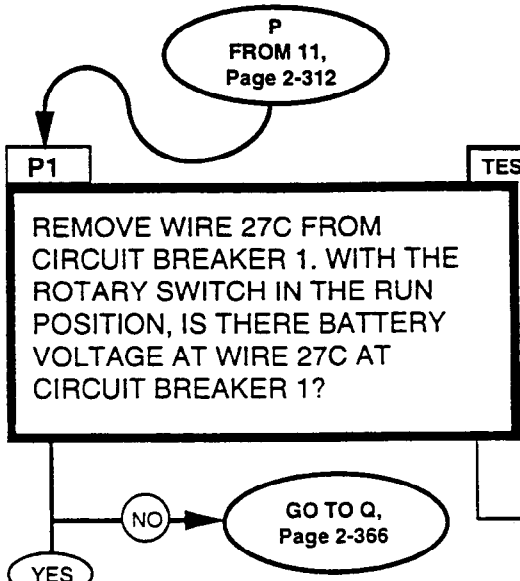 P
FROM 11,
Page 2-312
P1
TES
REMOVE WIRE 27C FROM
CIRCUIT BREAKER 1. WITH THE
ROTARY SWITCH IN THE RUN
POSITION, IS THERE BATTERY
VOLTAGE AT WIRE 27C AT
CIRCUIT BREAKER 1?
NO
GO TO Q,
Page 2-366
YES